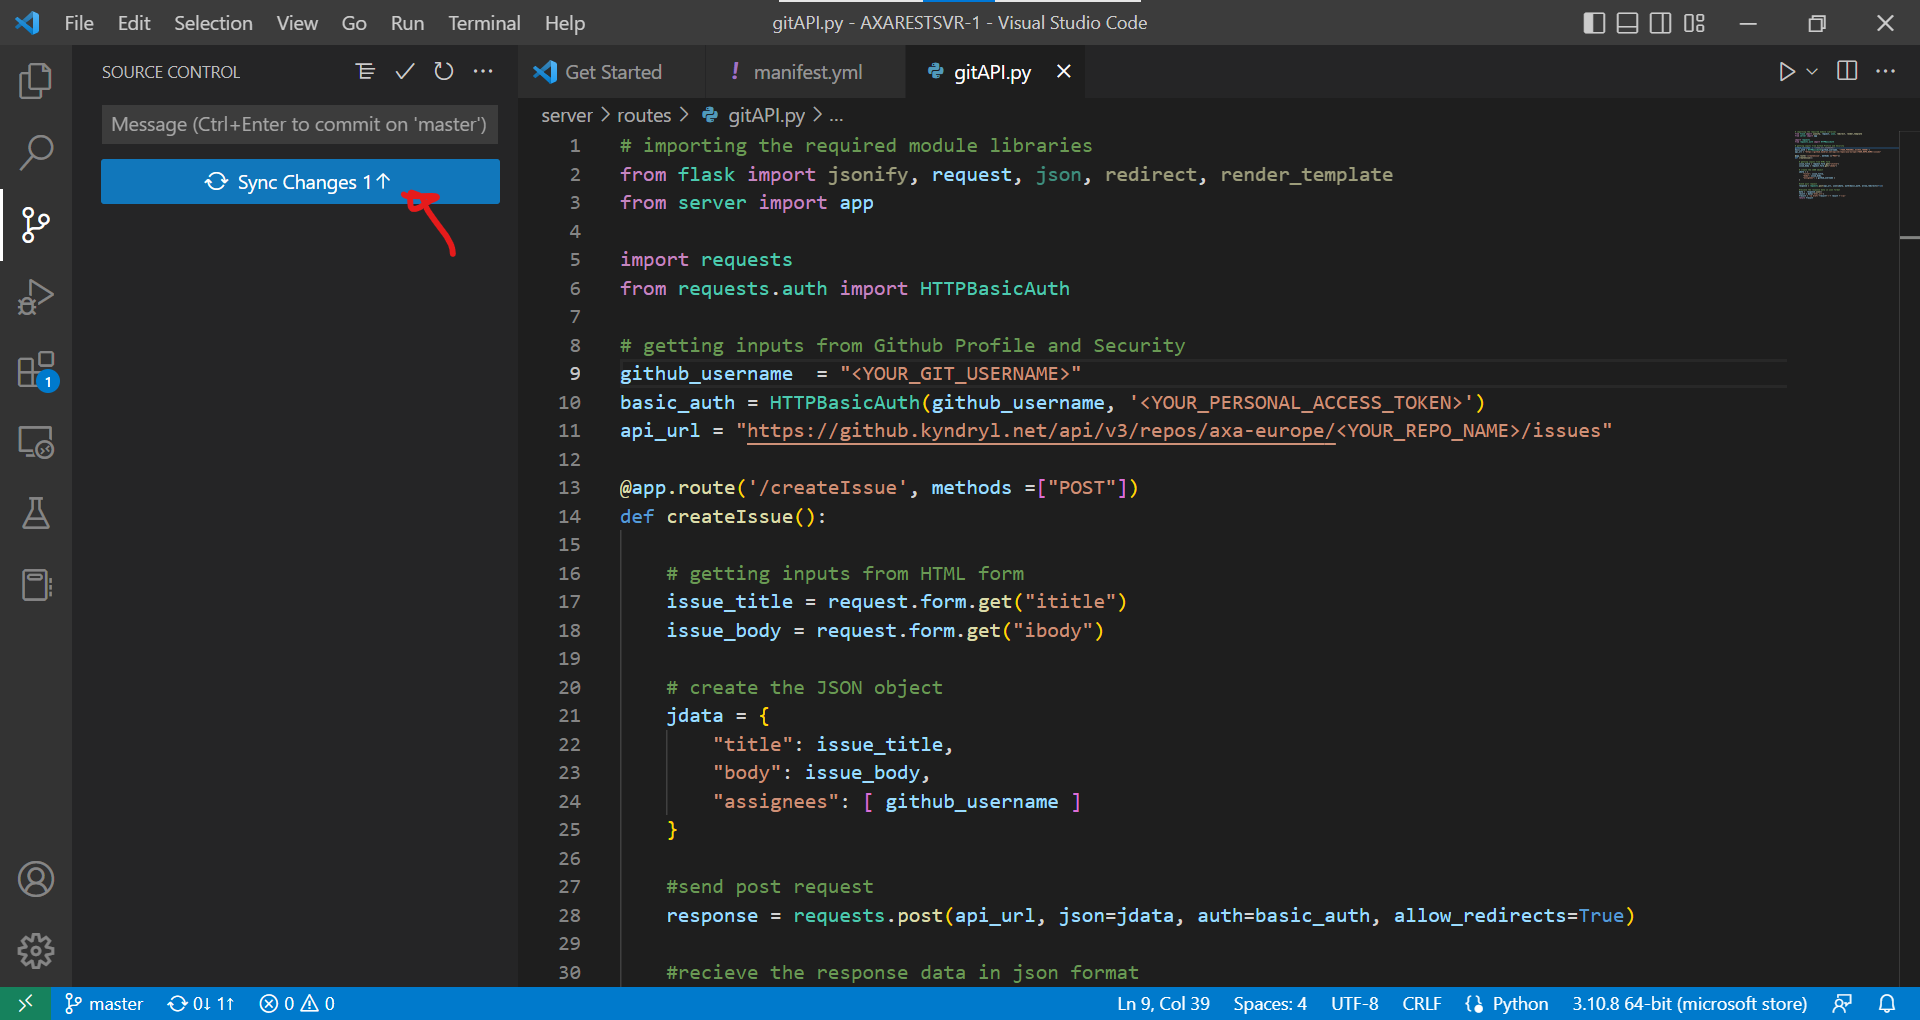 File Edit Selection View Go Run Terminal Help
gitAPI.py - AXARESTSVR-1 - Visual Studio Code
SOURCE CONTROL
Message (Ctrl+Enter to commit on 'master')
Sync Changes 1↑
1
Get Started
! manifest.yml
gitAPI.py
server > routes > gitAPI.py > ...
1 # importing the required module libraries
2 from flask import jsonify, request, json, redirect, render_template
3 from server import app
4
5 import requests
6 from requests.auth import HTTPBasicAuth
7
8 # getting inputs from Github Profile and Security
9 github_username  = "<YOUR_GIT_USERNAME>"
10 basic_auth = HTTPBasicAuth(github_username, '<YOUR_PERSONAL_ACCESS_TOKEN>')
11 api_url = "https://github.kyndryl.net/api/v3/repos/axa-europe/<YOUR_REPO_NAME>/issues"
12
13 @app.route('/createIssue', methods =["POST"])
14 def createIssue():
15
16     # getting inputs from HTML form
17     issue_title = request.form.get("ititle")
18     issue_body = request.form.get("ibody")
19
20     # create the JSON object
21     jdata = {
22         "title": issue_title,
23         "body": issue_body,
24         "assignees": [ github_username ]
25     }
26
27     #send post request
28     response = requests.post(api_url, json=jdata, auth=basic_auth, allow_redirects=True)
29
30     #recieve the response data in json format
master 0↓ 1↑ 0 0 Ln 9, Col 39 Spaces: 4 UTF-8 CRLF Python 3.10.8 64-bit (microsoft store)